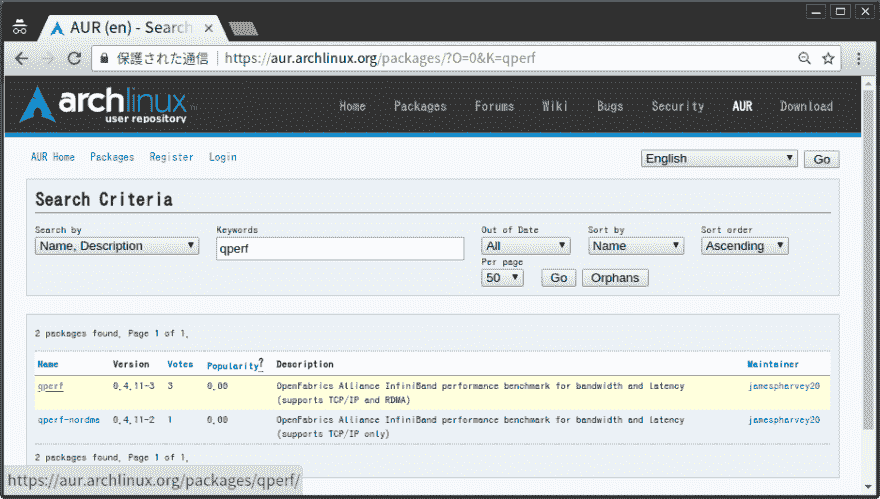 AUR (en) - Search
保護された通信 https://aur.archlinux.org/packages/?O=0&K=qperf
archlinux
user repository
Home Packages Forums Wiki Bugs Security AUR Download
AUR Home Packages Register Login
English Go
Search Criteria
Search by Keywords Out of Date Sort by Sort order
Name, Description qperf All Name Ascending
Per page
50 Go Orphans
2 packages found. Page 1 of 1.
Name Version Votes Popularity? Description Maintainer
qperf 0.4.11-3 3 0.00 OpenFabrics Alliance InfiniBand performance benchmark for bandwidth and latency jamespharvey20
(supports TCP/IP and RDMA)
qperf-nordma 0.4.11-2 1 0.00 OpenFabrics Alliance InfiniBand performance benchmark for bandwidth and latency jamespharvey20
(supports TCP/IP only)
2 packages found. Page 1 of 1.
https://aur.archlinux.org/packages/qperf/